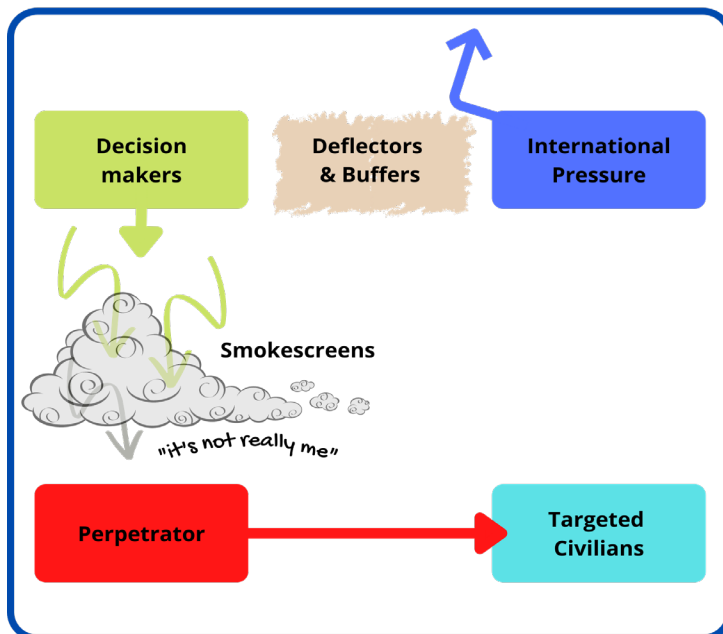 Decision
makers
Deflectors
& Buffers
International
Pressure
Smokescreens
"it's not really me"
Perpetrator
Targeted
Civilians